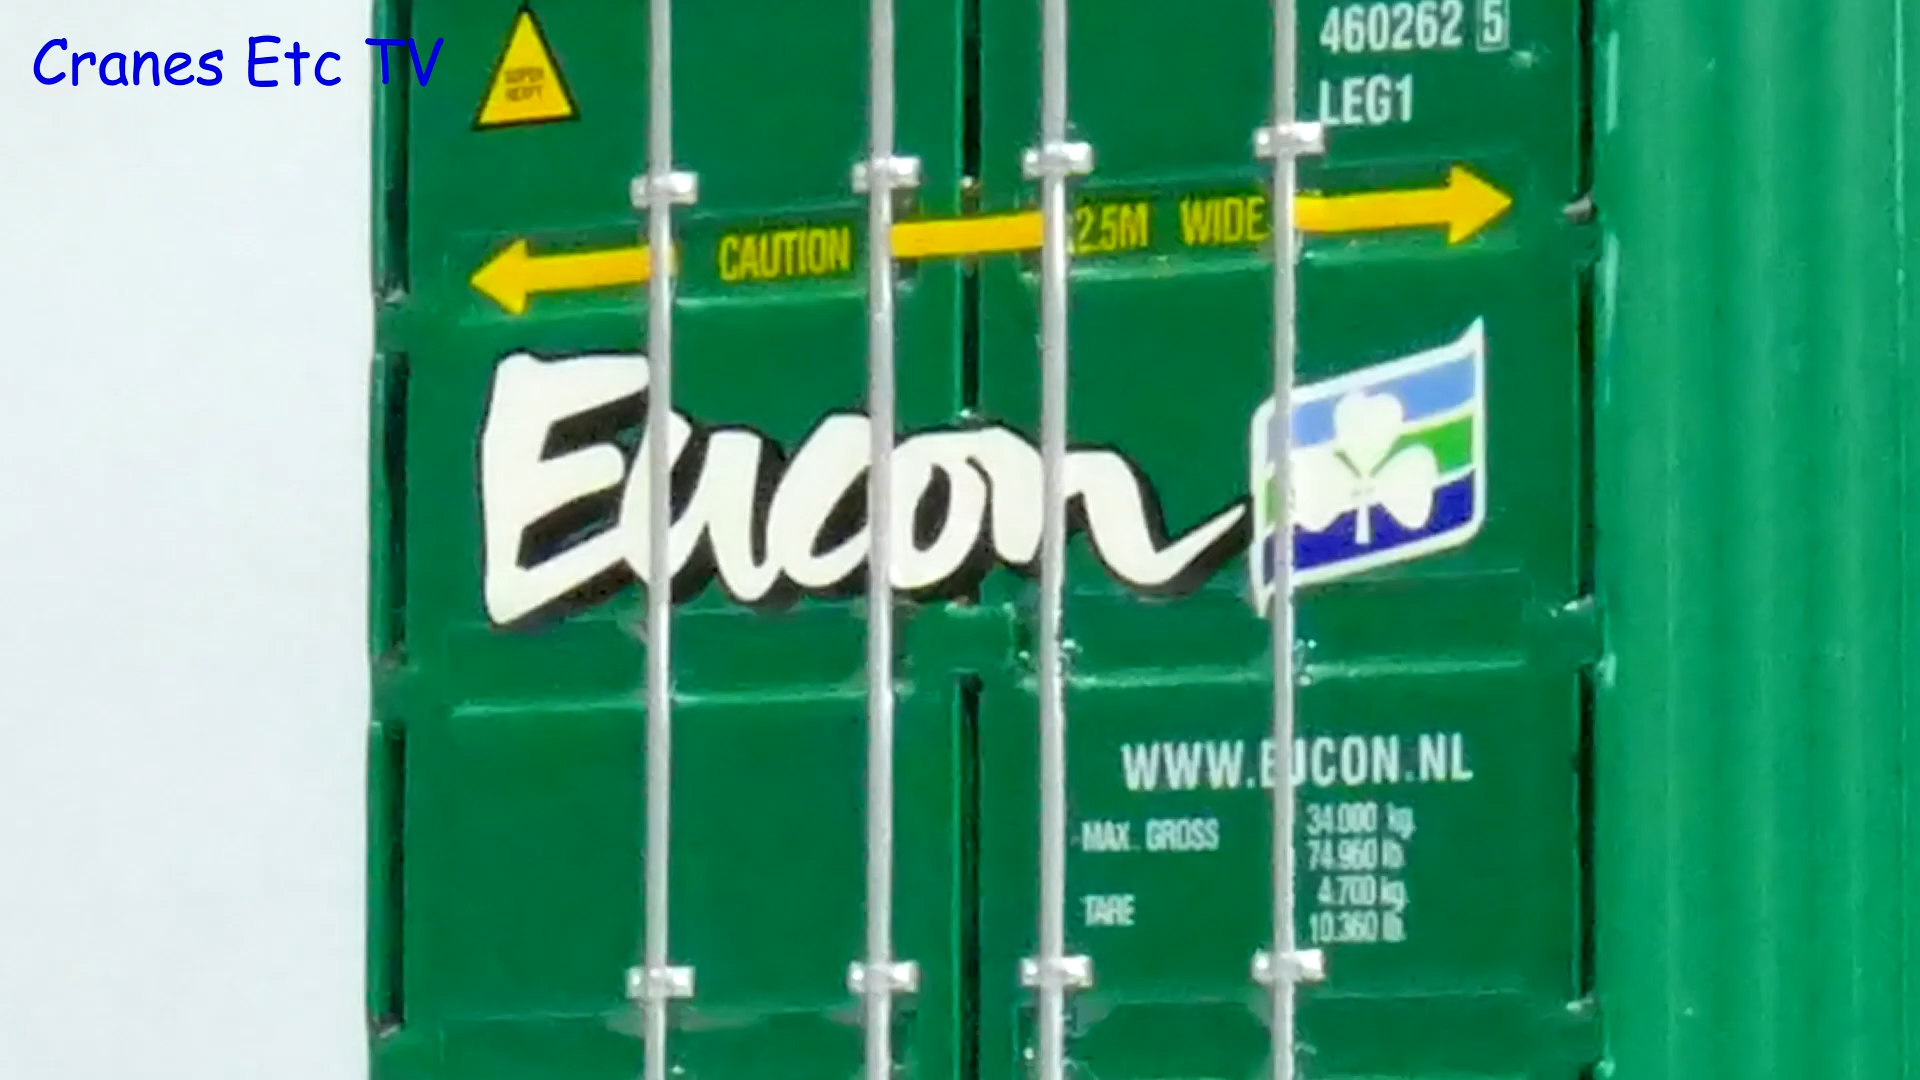 Cranes Etc TV
460262 5
LEG1
CAUTION 2.5M WIDE
Eucon
WWW.EUCON.NL
MAX. GROSS 34.000 kg.
74.960 lb.
TARE 4.700 kg.
10.360 lb.